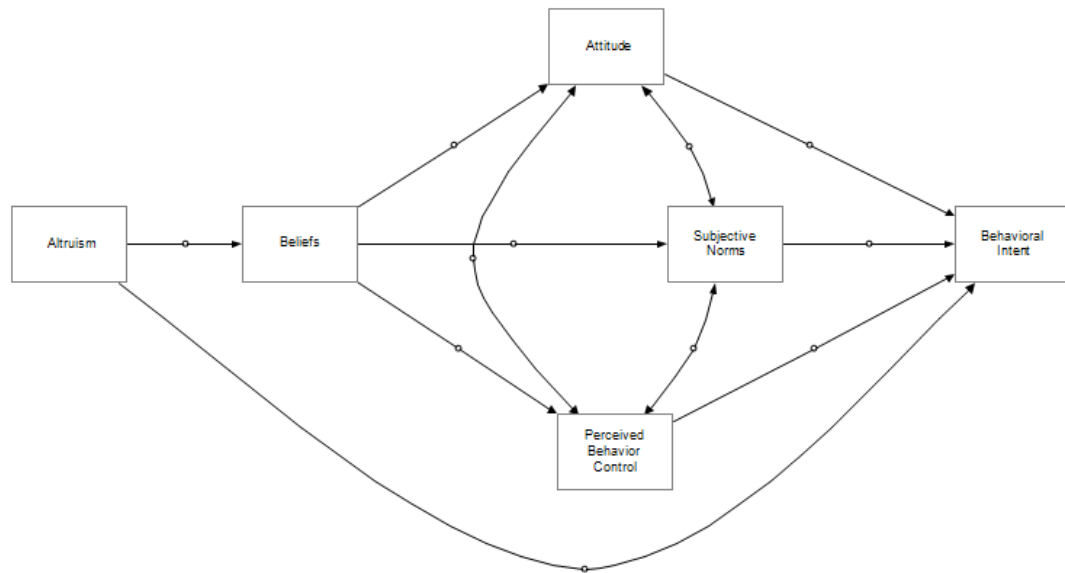 Attitude
Altruism
Beliefs
Subjective
Norms
Behavioral
Intent
Perceived
Behavior
Control